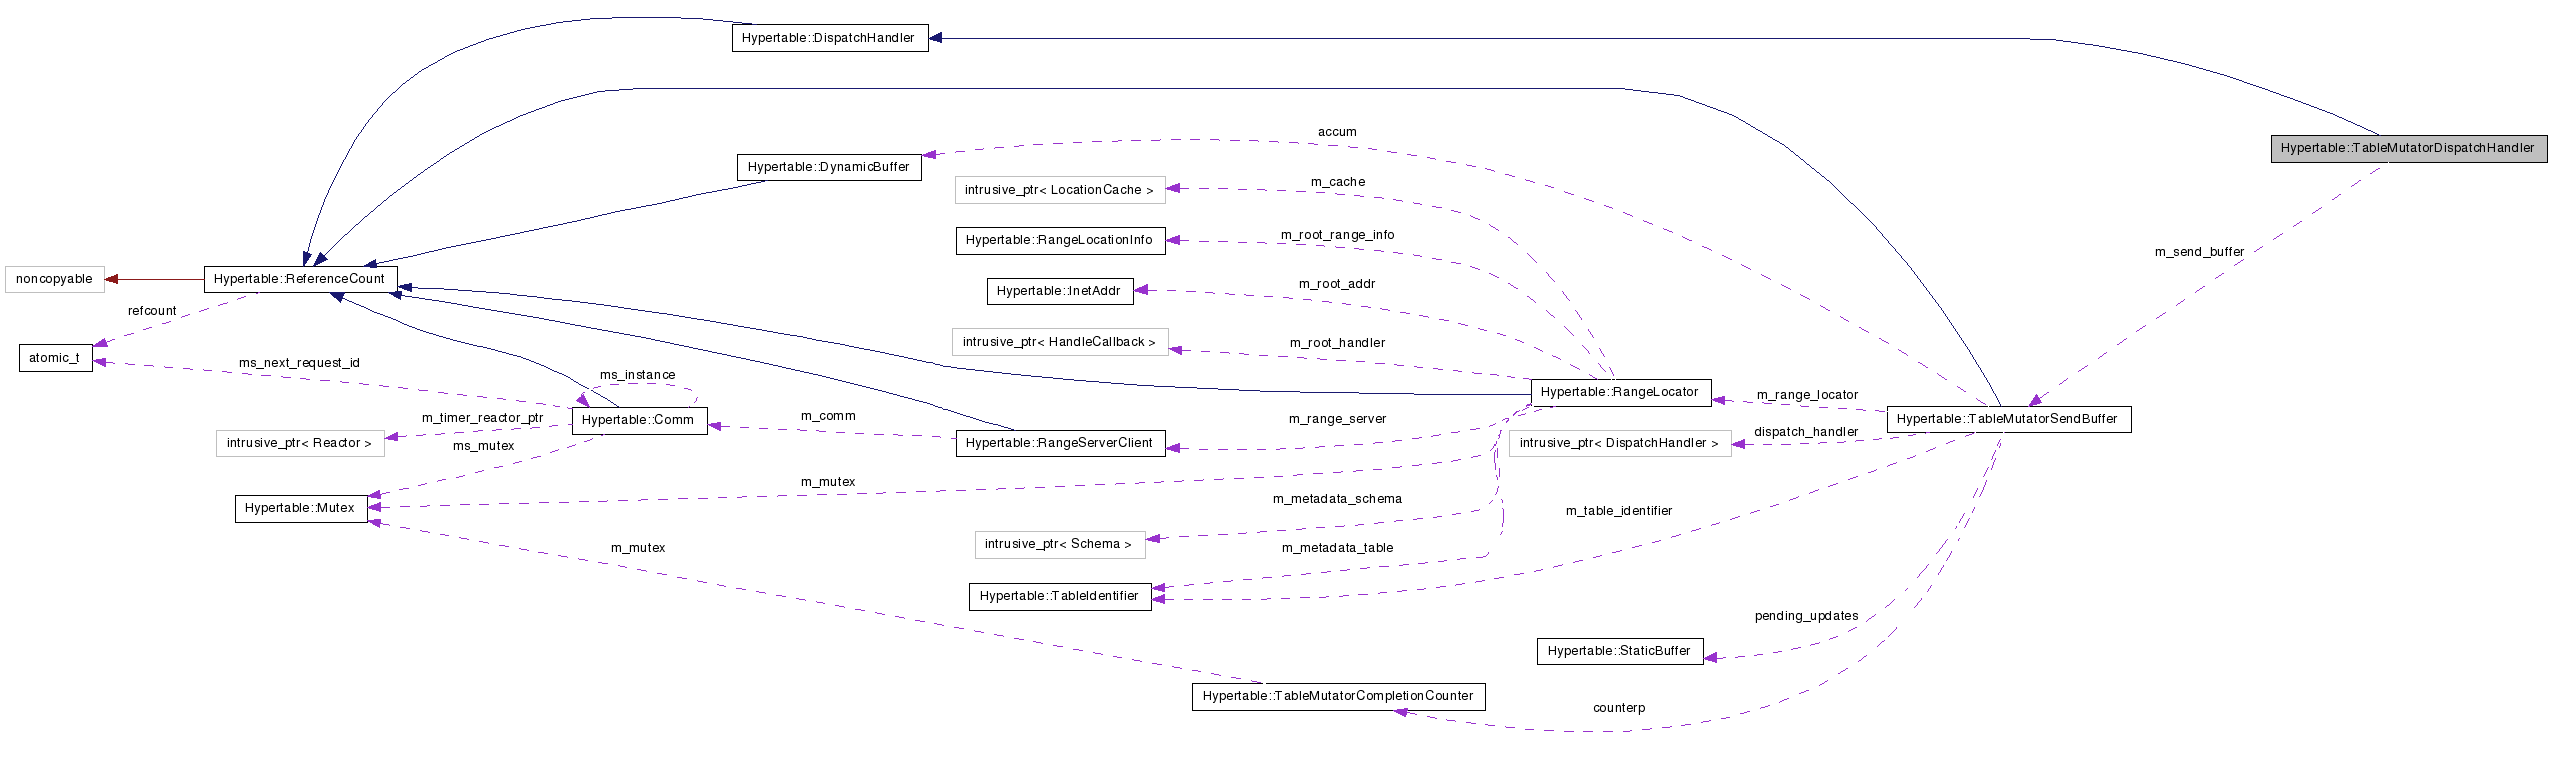 Hypertable::DispatchHandler
accum
Hypertable::TableMutatorDispatchHandler
Hypertable::DynamicBuffer
intrusive_ptr< LocationCache >
m_cache
Hypertable::RangeLocationInfo
m_root_range_info
m_send_buffer
noncopyable
Hypertable::ReferenceCount
Hypertable::InetAddr
m_root_addr
refcount
intrusive_ptr< HandleCallback >
m_root_handler
atomic_t
ms_next_request_id
ms_instance
Hypertable::RangeLocator
m_range_locator
m_timer_reactor_ptr
Hypertable::Comm
m_comm
m_range_server
Hypertable::TableMutatorSendBuffer
intrusive_ptr< Reactor >
ms_mutex
Hypertable::RangeServerClient
intrusive_ptr< DispatchHandler >
dispatch_handler
m_mutex
m_metadata_schema
Hypertable::Mutex
m_table_identifier
intrusive_ptr< Schema >
m_mutex
m_metadata_table
Hypertable::TableIdentifier
pending_updates
Hypertable::StaticBuffer
Hypertable::TableMutatorCompletionCounter
counterp